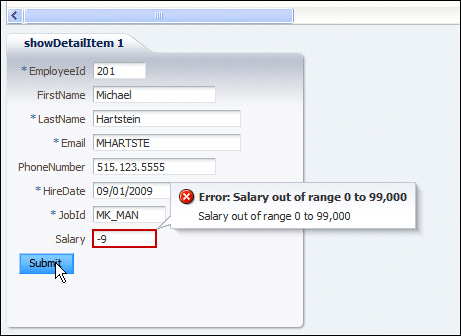 showDetailItem 1
* EmployeeId 201
FirstName Michael
* LastName Hartstein
* Email MHARTSTE
PhoneNumber 515.123.5555
* HireDate 09/01/2009
Error: Salary out of range 0 to 99,000
* JobId MK_MAN
Salary out of range 0 to 99,000
Salary -9
Submit